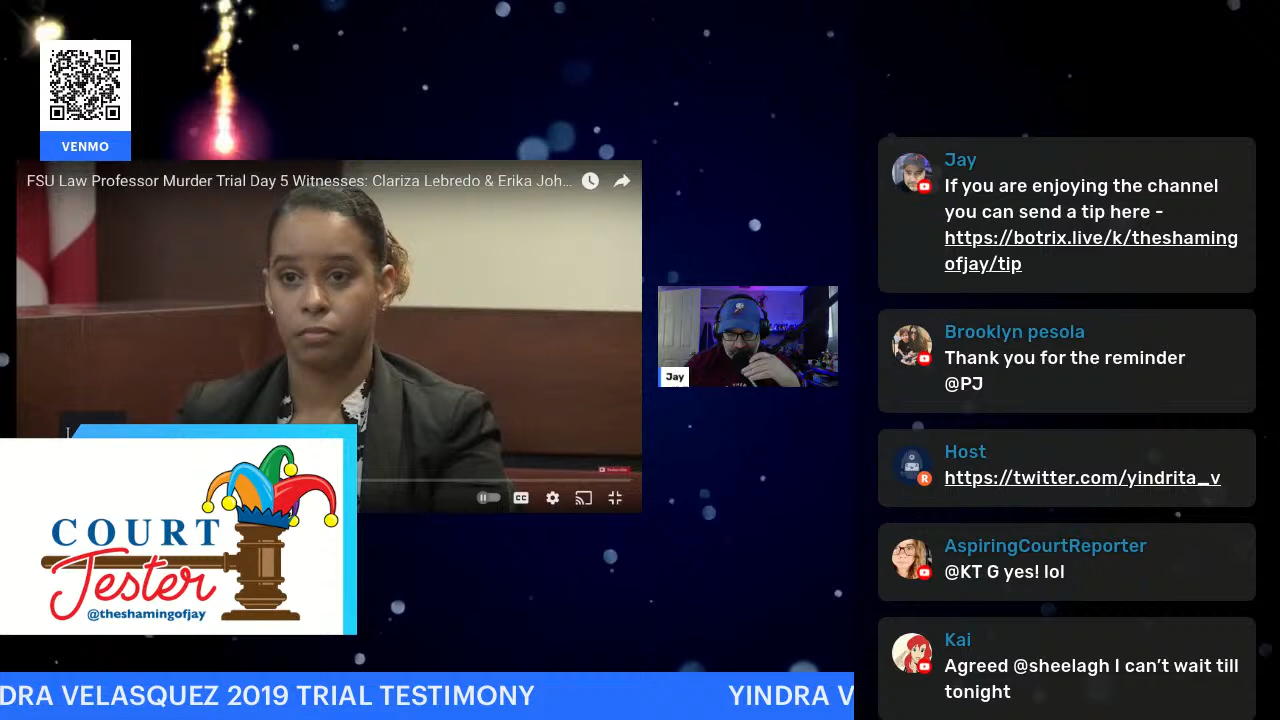 VENMO
FSU Law Professor Murder Trial Day 5 Witnesses: Clariza Lebredo & Erika Joh...
CC
Jay
COURT
Jester
@theshamingofjay
DRA VELASQUEZ 2019 TRIAL TESTIMONY
YINDRA V
Jay
If you are enjoying the channel
you can send a tip here -
https://botrix.live/k/theshaming
ofjay/tip
Brooklyn pesola
Thank you for the reminder
@PJ
Host
https://twitter.com/yindrita_v
AspiringCourtReporter
@KT G yes! lol
Kai
Agreed @sheelagh I can't wait till
tonight